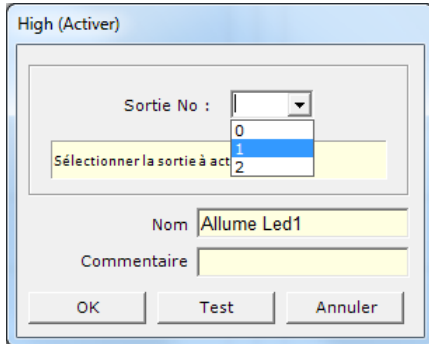 High (Activer)
Sortie No :
0
1
2
Sélectionner la sortie à act
Nom Allume Led1
Commentaire
OK Test Annuler